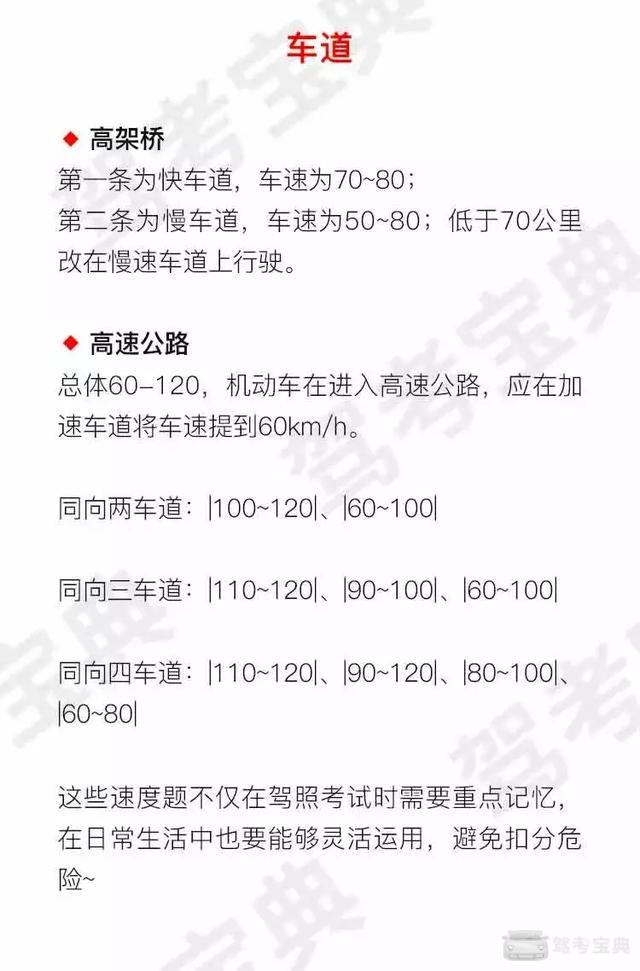 车道
高架桥
第一条为快车道，车速为70~80；
第二条为慢车道，车速为50~80；低于70公里
改在慢速车道上行驶。
高速公路
总体60-120，机动车在进入高速公路，应在加
速车道将车速提到60km/h。
同向两车道：|100~120|、|60~100|
同向三车道：|110~120|、|90~100|、|60~100|
同向四车道：|110~120|、|90~120|、|80~100|、
|60~80|
这些速度题不仅在驾照考试时需要重点记忆，
在日常生活中也要能够灵活运用，避免扣分危
险~
驾考宝典